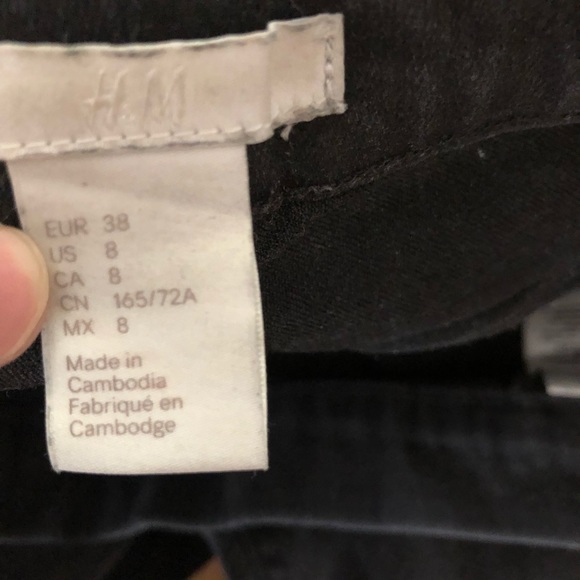 H&M
EUR 38
US 8
CA 8
CN 165/72A
MX 8
Made in
Cambodia
Fabriqué en
Cambodge